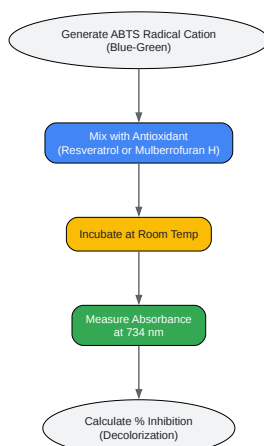 Generate ABTS Radical Cation
(Blue-Green)
Mix with Antioxidant
(Resveratrol or Mulberrofuran H)
Incubate at Room Temp
Measure Absorbance
at 734 nm
Calculate % Inhibition
(Decolorization)